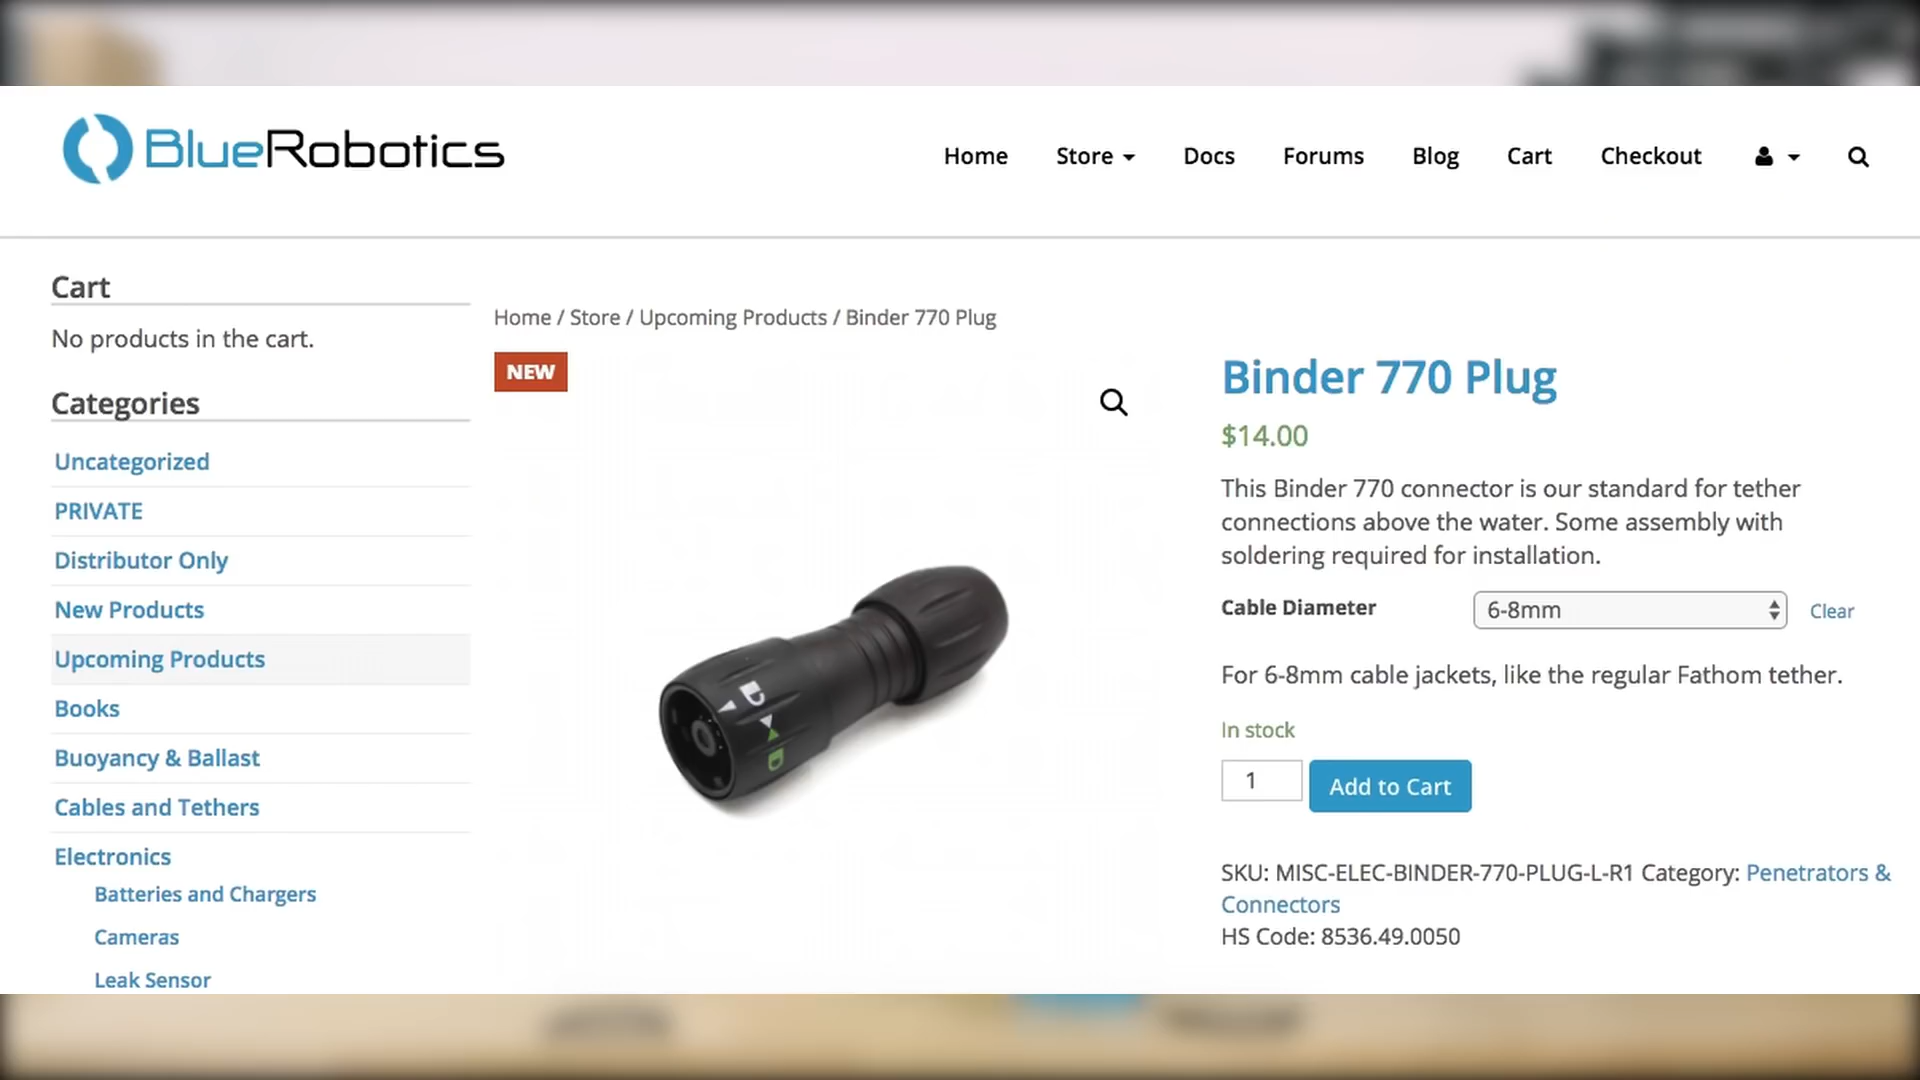 BlueRobotics
Home Store Docs Forums Blog Cart Checkout
Cart
No products in the cart.
Categories
Uncategorized
PRIVATE
Distributor Only
New Products
Upcoming Products
Books
Buoyancy & Ballast
Cables and Tethers
Electronics
Batteries and Chargers
Cameras
Leak Sensor
Home / Store / Upcoming Products / Binder 770 Plug
NEW
Binder 770 Plug
$14.00
This Binder 770 connector is our standard for tether
connections above the water. Some assembly with
soldering required for installation.
Cable Diameter 6-8mm Clear
For 6-8mm cable jackets, like the regular Fathom tether.
In stock
1 Add to Cart
SKU: MISC-ELEC-BINDER-770-PLUG-L-R1 Category: Penetrators &
Connectors
HS Code: 8536.49.0050